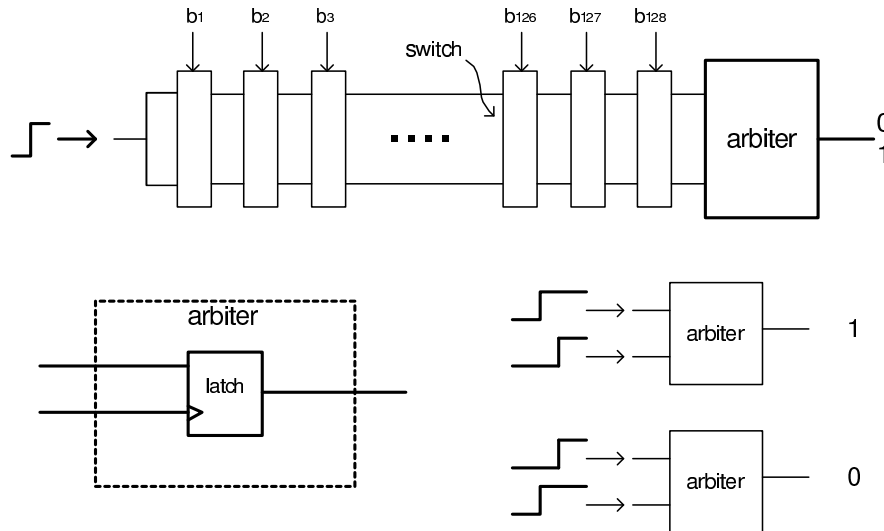 b1 b2 b3 b126 b127 b128
switch
arbiter
0
1
arbiter
latch
arbiter
1
arbiter
0